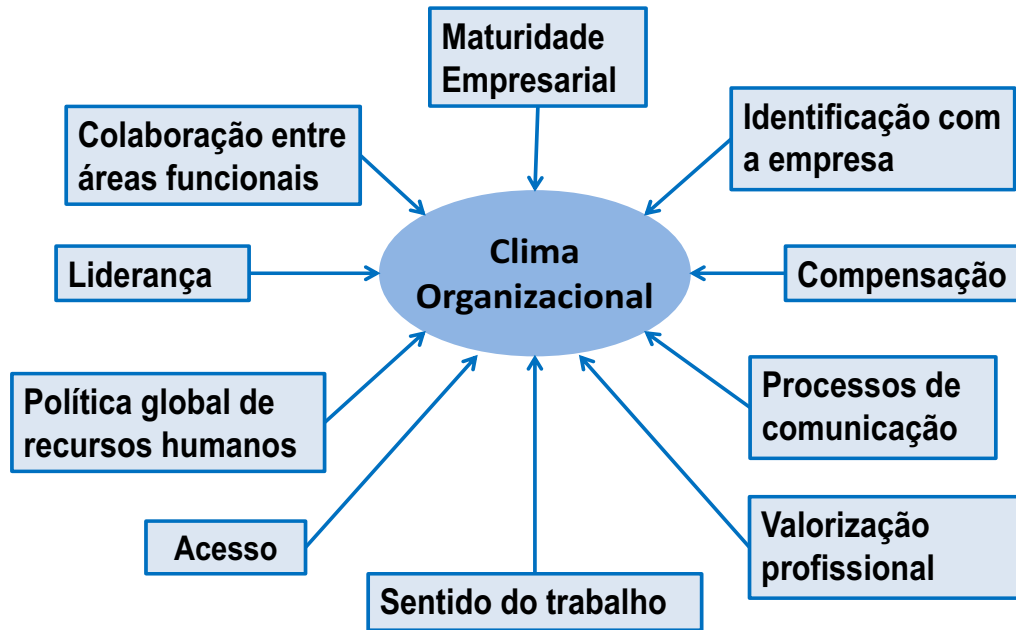 Maturidade
Empresarial
Colaboração entre
áreas funcionais
Identificação com
a empresa
Clima
Organizacional
Liderança
Compensação
Política global de
recursos humanos
Processos de
comunicação
Acesso
Valorização
profissional
Sentido do trabalho